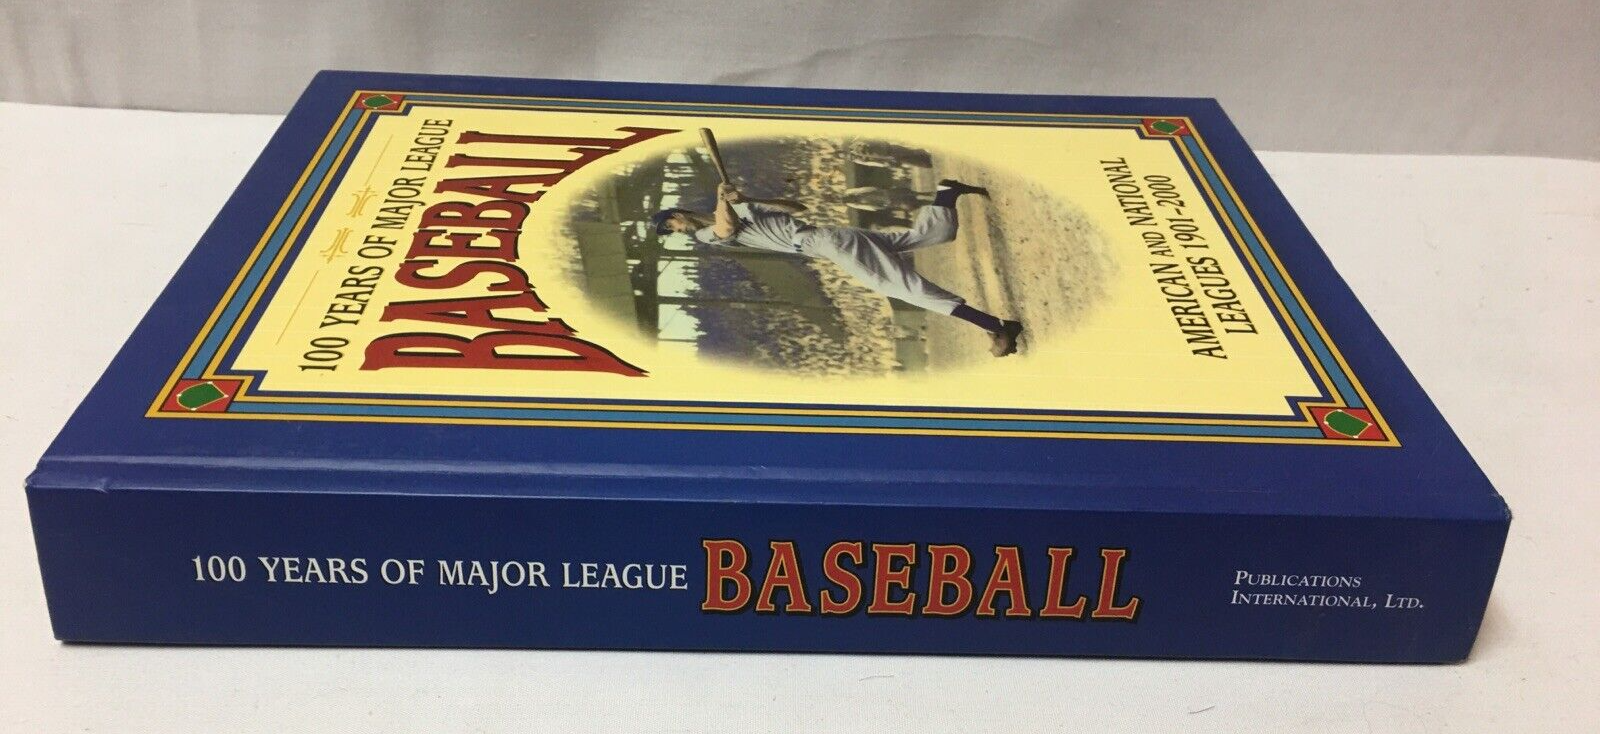 100 YEARS OF MAJOR LEAGUE
BASEBALL
AMERICAN AND NATIONAL
LEAGUES 1901-2000
100 YEARS OF MAJOR LEAGUE BASEBALL
PUBLICATIONS
INTERNATIONAL, LTD.